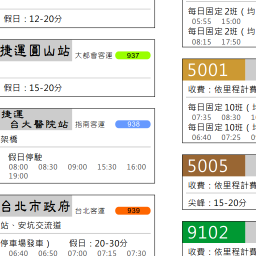 假日：12-20分
捷運圓山站
大都會客運 937
假日：15-20分
捷運
台大醫院站 指南客運 938
架橋
假日停駛
08:00 08:30 09:00 15:30 16:00
19:00
台北市政府 台北客運 939
站、安坑交流道
停車場發車） 假日：20-30分
06:40 06:50 07:00 07:15 07:30
每日固定2班（均
05:55 15:00
每日固定2班（均
08:15 17:50
5001
收費：依里程計費
每日固定10班（均
07:35 08:30
每日固定10班（均
06:40 07:25
5005
收費：依里程計費
尖峰：15-20分
9102
收費：依里程計費